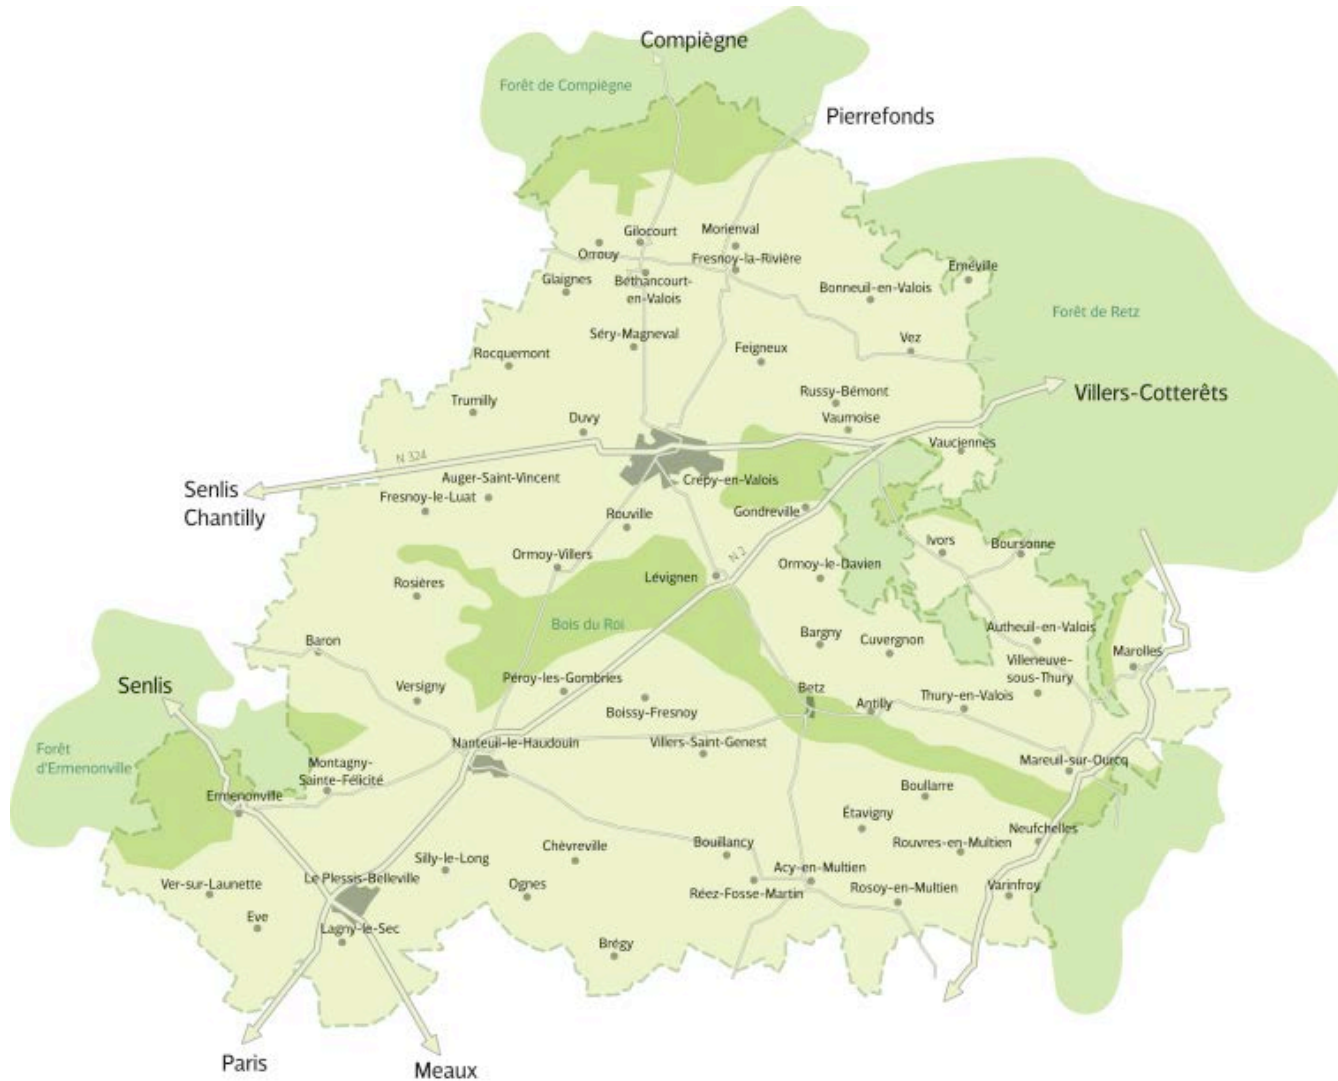 Compiègne
Forêt de Compiègne
Pierrefonds
Gilocourt
Morienval
Orrouy
Fresnoy-la-Rivière
Eméville
Glaignes
Béthancourt-
en-Valois
Bonneuil-en-Valois
Forêt de Retz
Séry-Magneval
Vez
Rocquemont
Feigneux
Russy-Bémont
Villers-Cotterêts
Trumilly
Duvy
Vaumoise
Vauciennes
N 324
Auger-Saint-Vincent
Crépy-en-Valois
Senlis
Chantilly
Fresnoy-le-Luat
Rouville
Gondreville
Ivors
Boursonne
Ormoy-Villers
N 2
Ormoy-le-Davien
Lévignen
Rosières
Bois du Roi
Autheuil-en-Valois
Baron
Bargny
Cuvergnon
Marolles
Villeneuve-
sous-Thury
Senlis
Versigny
Péroy-les-Gombries
Betz
Thury-en-Valois
Antilly
Boissy-Fresnoy
Nanteuil-le-Haudouin
Villers-Saint-Genest
Forêt
d'Ermenonville
Montagny-
Sainte-Félicité
Mareuil-sur-Ourcq
Ermenonville
Boullarre
Étavigny
Neufchelles
Chèvreville
Bouillancy
Rouvres-en-Multien
Silly-le-Long
Acy-en-Multien
Le Plessis-Belleville
Ver-sur-Launette
Ognes
Réez-Fosse-Martin
Rosoy-en-Multien
Varinfroy
Eve
Lagny-le-Sec
Brégy
Paris
Meaux